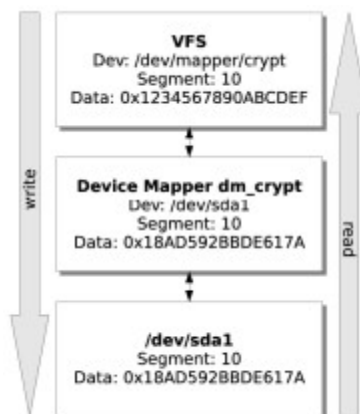 VFS
Dev: /dev/mapper/crypt
Segment: 10
Data: 0x1234567890ABCDEF
write
Device Mapper dm_crypt
Dev: /dev/sda1
Segment: 10
Data: 0x18AD592BBDE617A
read
/dev/sda1
Segment: 10
Data: 0x18AD592BBDE617A